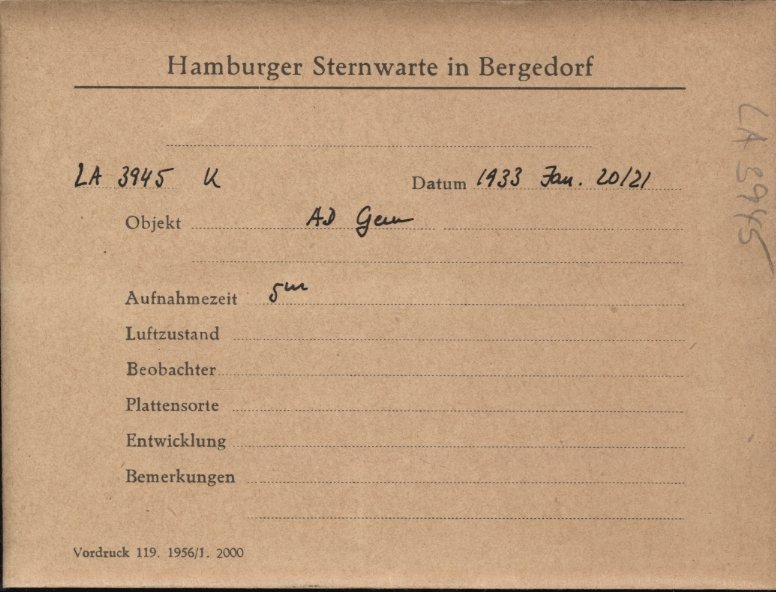 Hamburger Sternwarte in Bergedorf
LA 3945 K Datum 1933 Jan. 20/21
Objekt AD Gem
Aufnahmezeit 5m
Luftzustand
Beobachter
Plattensorte
Entwicklung
Bemerkungen
Vordruck 119. 1956/1. 2000
LA 3945